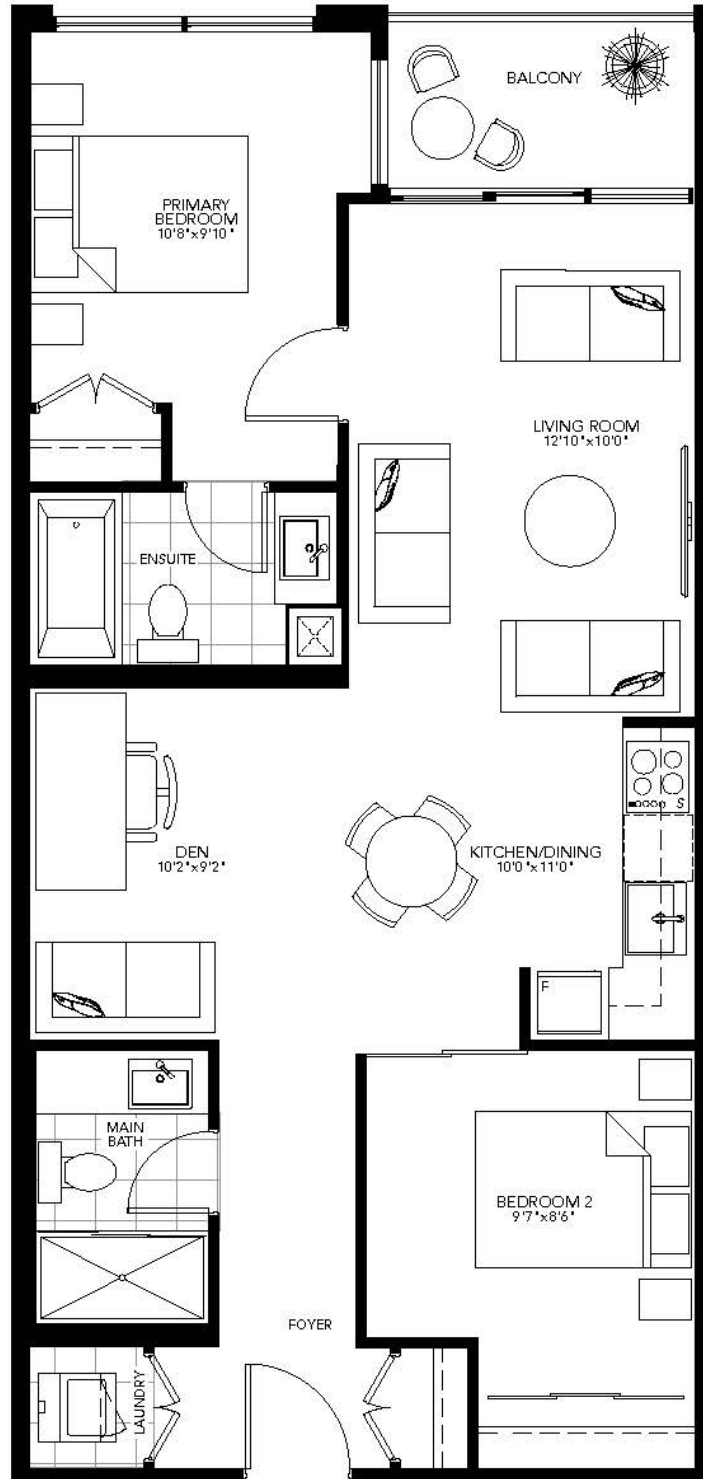 BALCONY
PRIMARY
BEDROOM
10'8"x9'10"
LIVING ROOM
12'10"x10'0"
ENSUITE
S
DEN
10'2"x9'2"
KITCHEN/DINING
10'0"x11'0"
F
MAIN
BATH
BEDROOM 2
9'7"x8'6"
FOYER
LAUNDRY